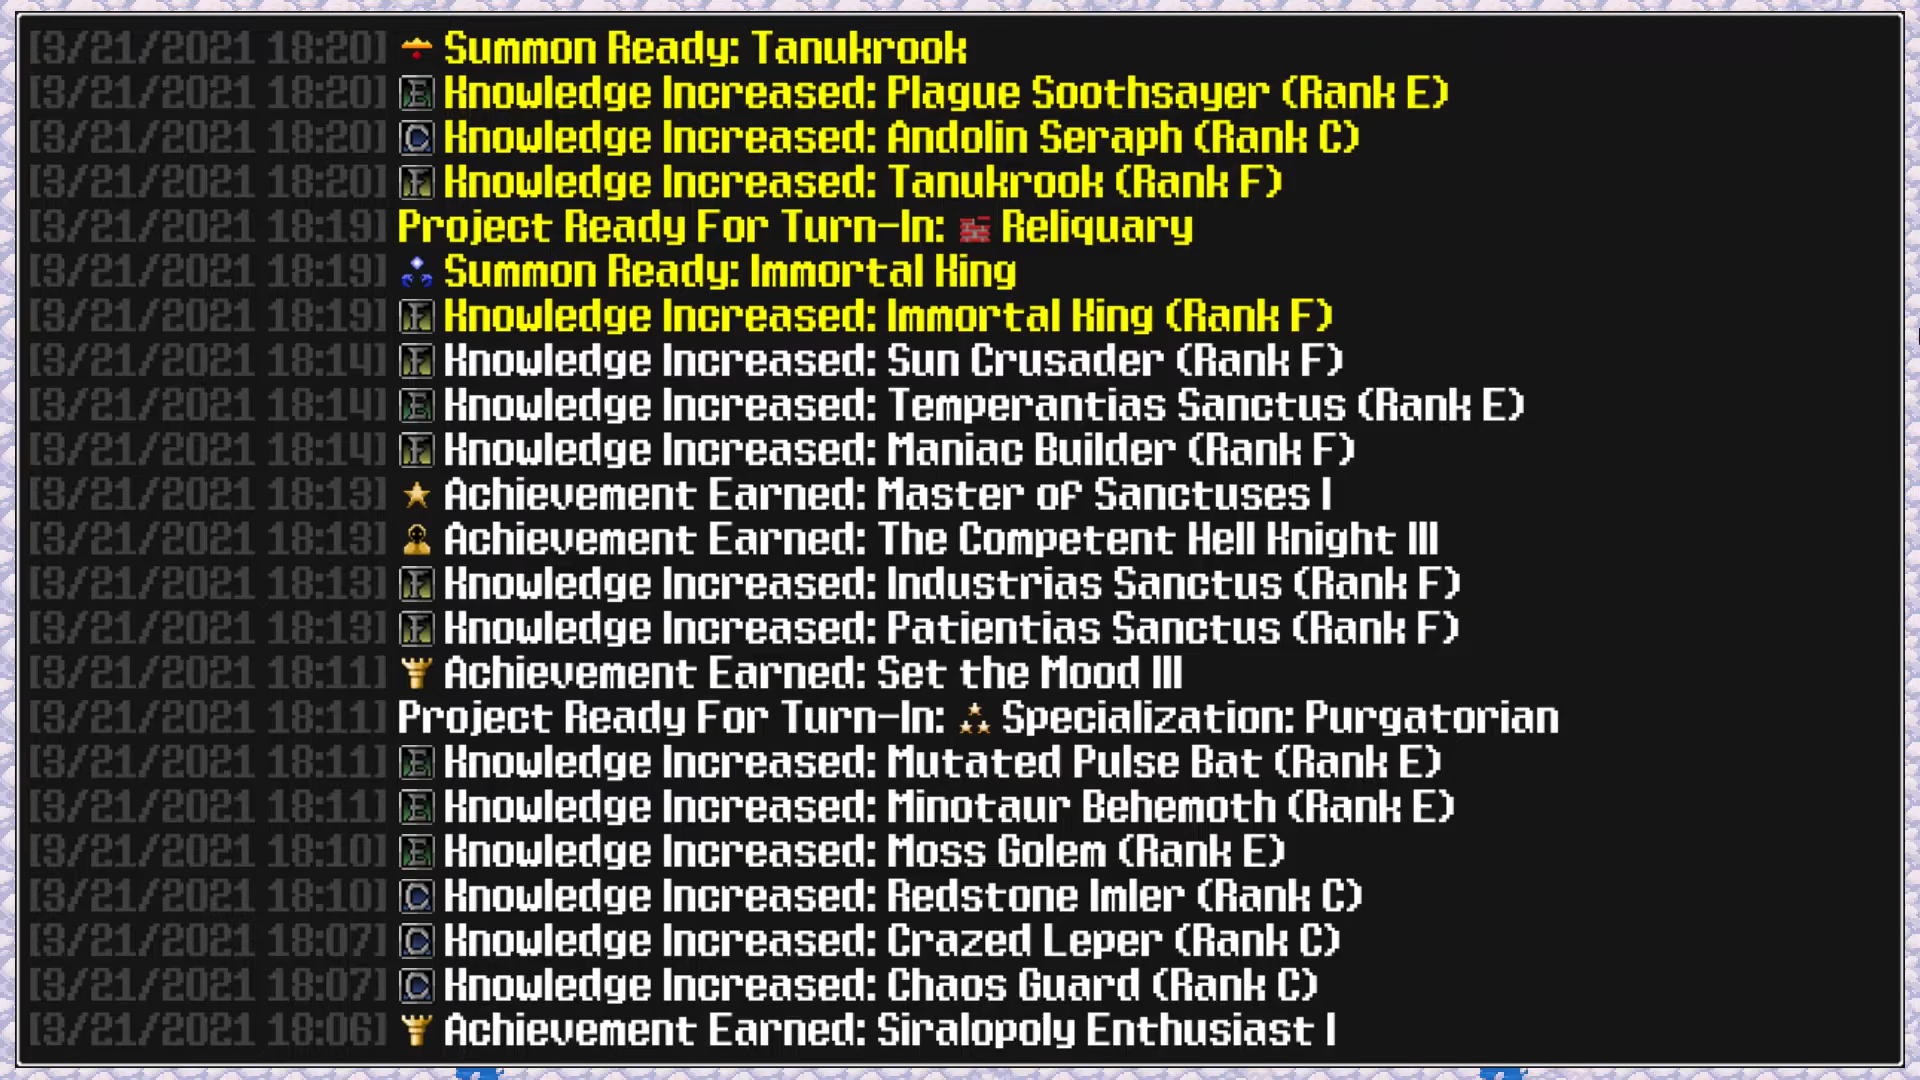 [3/21/2021 18:20] Summon Ready: Tanukrook
[3/21/2021 18:20] E Knowledge Increased: Plague Soothsayer (Rank E)
[3/21/2021 18:20] C Knowledge Increased: Andolin Seraph (Rank C)
[3/21/2021 18:20] F Knowledge Increased: Tanukrook (Rank F)
[3/21/2021 18:19] Project Ready For Turn-In: Reliquary
[3/21/2021 18:19] Summon Ready: Immortal King
[3/21/2021 18:19] F Knowledge Increased: Immortal King (Rank F)
[3/21/2021 18:14] F Knowledge Increased: Sun Crusader (Rank F)
[3/21/2021 18:14] E Knowledge Increased: Temperantias Sanctus (Rank E)
[3/21/2021 18:14] F Knowledge Increased: Maniac Builder (Rank F)
[3/21/2021 18:13] Achievement Earned: Master of Sanctuses I
[3/21/2021 18:13] Achievement Earned: The Competent Hell Knight III
[3/21/2021 18:13] F Knowledge Increased: Industrias Sanctus (Rank F)
[3/21/2021 18:13] F Knowledge Increased: Patientias Sanctus (Rank F)
[3/21/2021 18:11] Achievement Earned: Set the Mood III
[3/21/2021 18:11] Project Ready For Turn-In: Specialization: Purgatorian
[3/21/2021 18:11] E Knowledge Increased: Mutated Pulse Bat (Rank E)
[3/21/2021 18:11] E Knowledge Increased: Minotaur Behemoth (Rank E)
[3/21/2021 18:10] E Knowledge Increased: Moss Golem (Rank E)
[3/21/2021 18:10] C Knowledge Increased: Redstone Imler (Rank C)
[3/21/2021 18:07] C Knowledge Increased: Crazed Leper (Rank C)
[3/21/2021 18:07] C Knowledge Increased: Chaos Guard (Rank C)
[3/21/2021 18:06] Achievement Earned: Siralopoly Enthusiast I